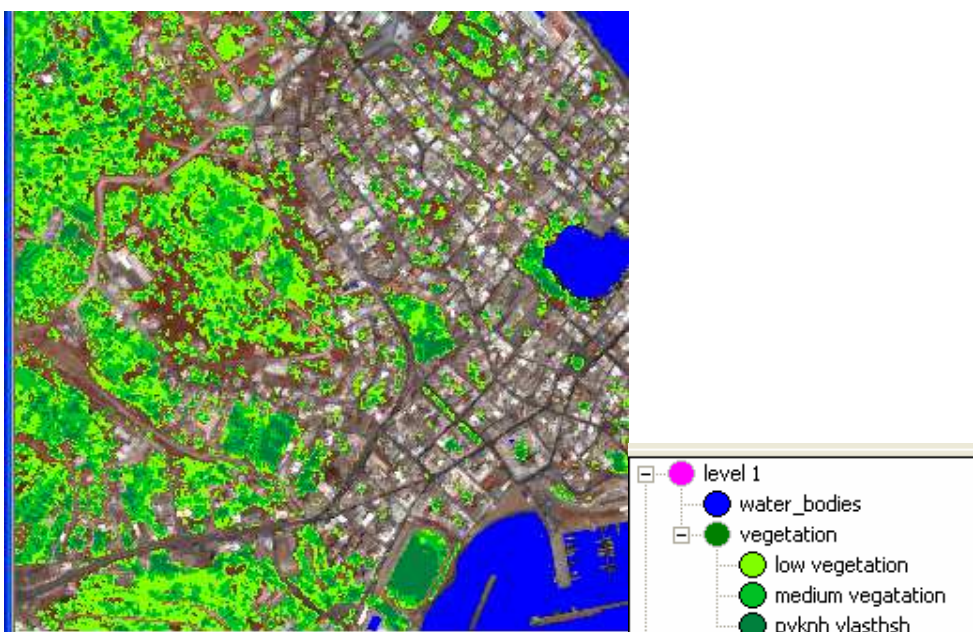 level 1
water_bodies
vegetation
low vegetation
medium vegatation
pyknh vlasthsh